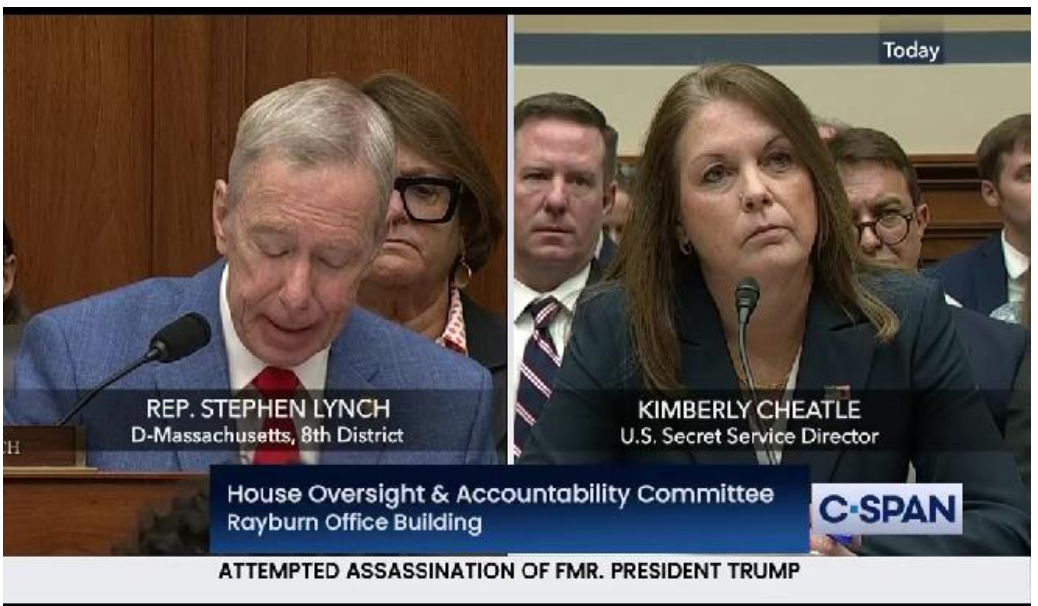 Today
REP. STEPHEN LYNCH
D-Massachusetts, 8th District
CH
KIMBERLY CHEATLE
U.S. Secret Service Director
House Oversight & Accountability Committee
Rayburn Office Building
C-SPAN
ATTEMPTED ASSASSINATION OF FMR. PRESIDENT TRUMP